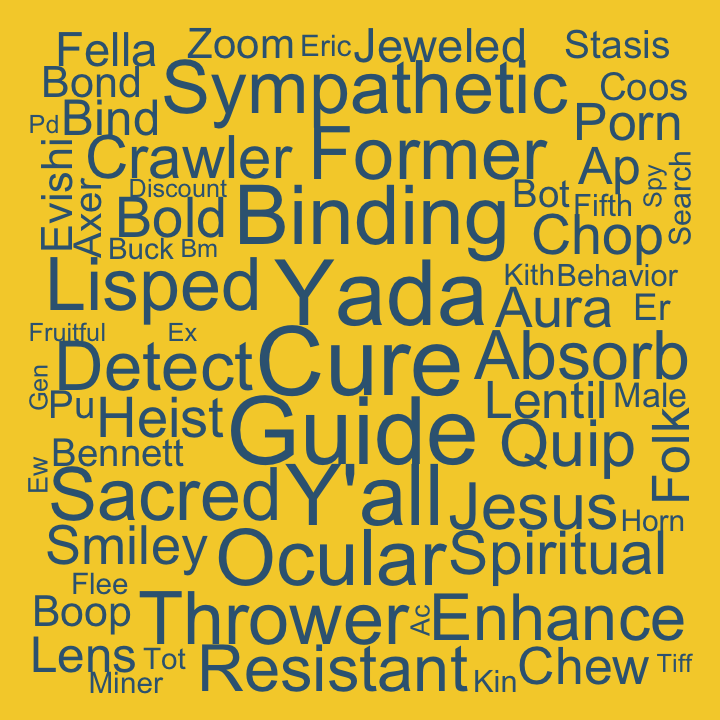 Fella Zoom Eric Jeweled Stasis
Bond Sympathetic Coos
Pd Bind Porn
Crawler Former Ap
Evishi Axer Discount Spy Search
Bold Binding Bot Fifth
Buck Bm Chop
Lisped Yada Kith Behavior
Aura Er
Fruitful Ex
Detect Cure Absorb
Gen Pu Heist Guide Lentil Male
Bennett Quip Folk
Ew Sacred Y'all Jesus Horn
Smiley Ocular Spiritual
Flee
Boop Thrower Ac Enhance
Lens Tot Resistant Kin Chew Tiff
Miner